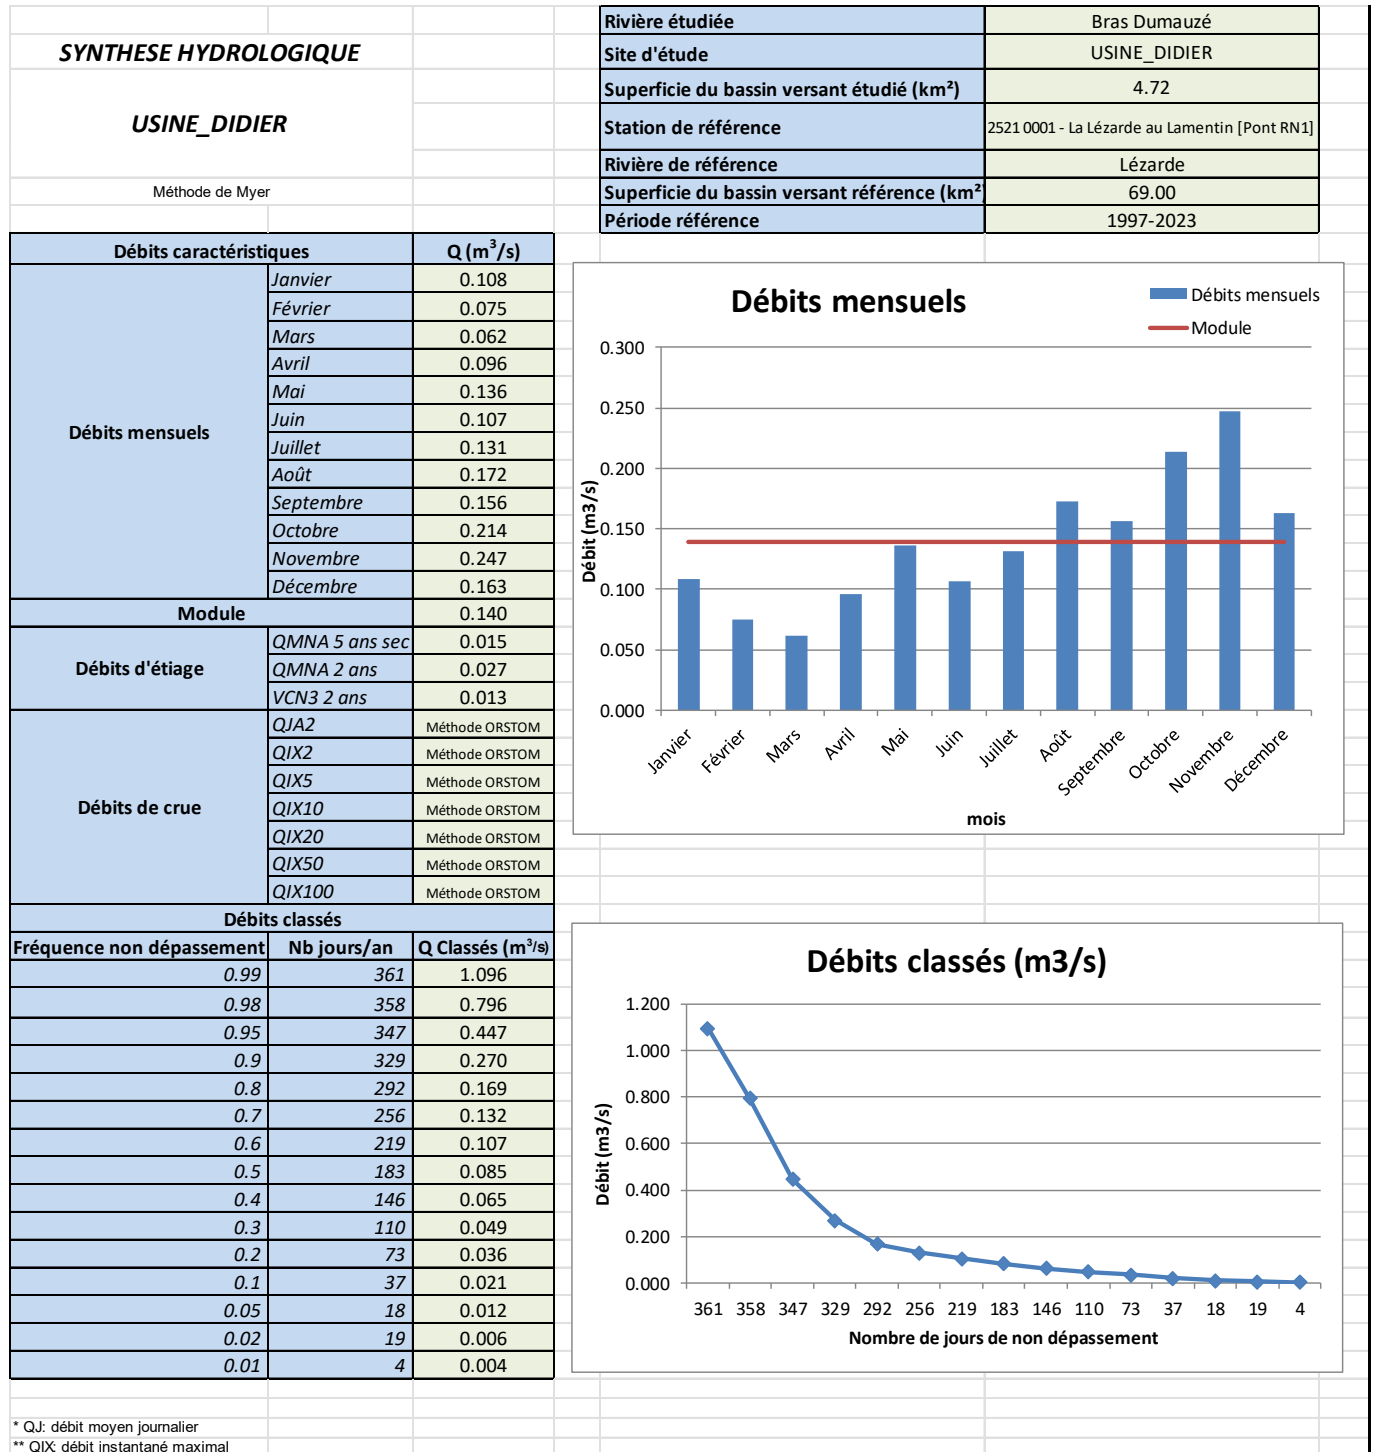 SYNTHESE HYDROLOGIQUE
USINE_DIDIER
Méthode de Myer
Rivière étudiée Bras Dumauzé
Site d'étude USINE_DIDIER
Superficie du bassin versant étudié (km²) 4.72
Station de référence 2521 0001 - La Lézarde au Lamentin [Pont RN1]
Rivière de référence Lézarde
Superficie du bassin versant référence (km²) 69.00
Période référence 1997-2023
Débits caractéristiques Q (m³/s)
Débits mensuels
Janvier 0.108
Février 0.075
Mars 0.062
Avril 0.096
Mai 0.136
Juin 0.107
Juillet 0.131
Août 0.172
Septembre 0.156
Octobre 0.214
Novembre 0.247
Décembre 0.163
Module 0.140
Débits d'étiage
QMNA 5 ans sec 0.015
QMNA 2 ans 0.027
VCN3 2 ans 0.013
Débits de crue
QJA2 Méthode ORSTOM
QIX2 Méthode ORSTOM
QIX5 Méthode ORSTOM
QIX10 Méthode ORSTOM
QIX20 Méthode ORSTOM
QIX50 Méthode ORSTOM
QIX100 Méthode ORSTOM
Débits classés
Fréquence non dépassement Nb jours/an Q Classés (m³/s)
0.99 361 1.096
0.98 358 0.796
0.95 347 0.447
0.9 329 0.270
0.8 292 0.169
0.7 256 0.132
0.6 219 0.107
0.5 183 0.085
0.4 146 0.065
0.3 110 0.049
0.2 73 0.036
0.1 37 0.021
0.05 18 0.012
0.02 19 0.006
0.01 4 0.004
* QJ: débit moyen journalier
** QIX: débit instantané maximal
Débits mensuels
Débits mensuels
Module
0.300
0.250
0.200
0.150
0.100
0.050
0.000
Débit (m3/s)
Janvier Février Mars Avril Mai Juin Juillet Août Septembre Octobre Novembre Décembre
mois
Débits classés (m3/s)
1.200
1.000
0.800
0.600
0.400
0.200
0.000
Débit (m3/s)
361 358 347 329 292 256 219 183 146 110 73 37 18 19 4
Nombre de jours de non dépassement